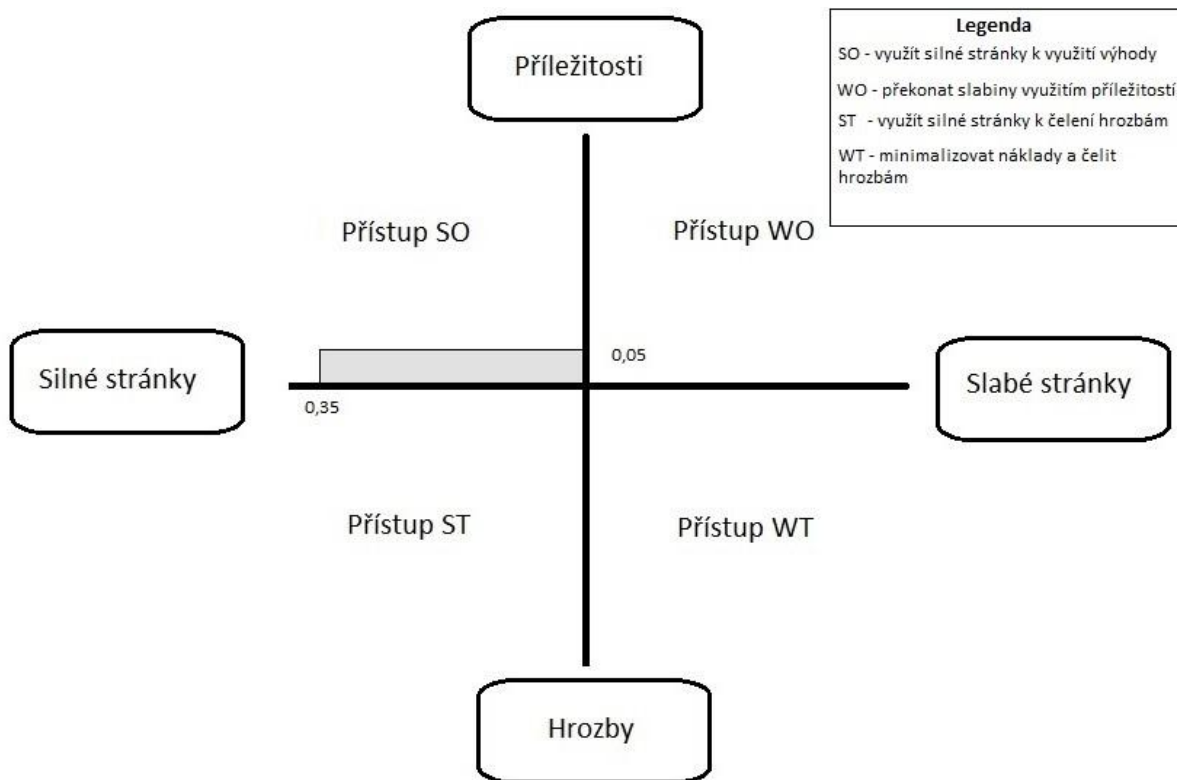 Příležitosti
Legenda
SO - využít silné stránky k využití výhody
WO - překonat slabiny využitím příležitostí
ST - využít silné stránky k čelení hrozbám
WT - minimalizovat náklady a čelit
hrozbám
Přístup SO
Přístup WO
Silné stránky
0,05
Slabé stránky
0,35
Přístup ST
Přístup WT
Hrozby